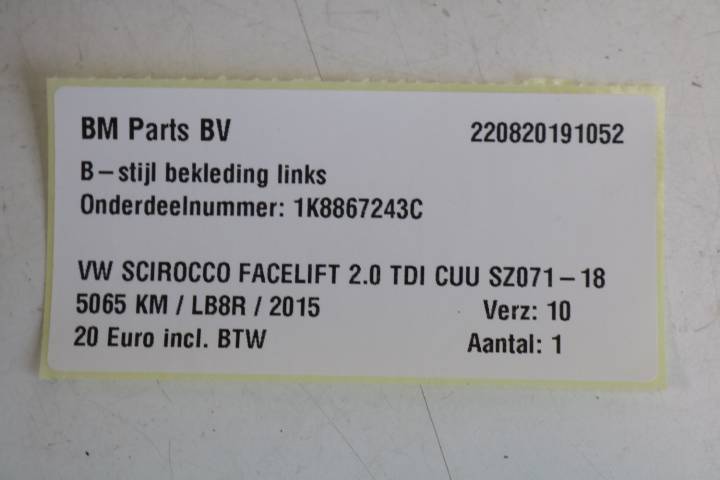 BM Parts BV 220820191052
B-stijl bekleding links
Onderdeelnummer: 1K8867243C
VW SCIROCCO FACELIFT 2.0 TDI CUU SZ071-18
5065 KM / LB8R / 2015 Verz: 10
20 Euro incl. BTW Aantal: 1